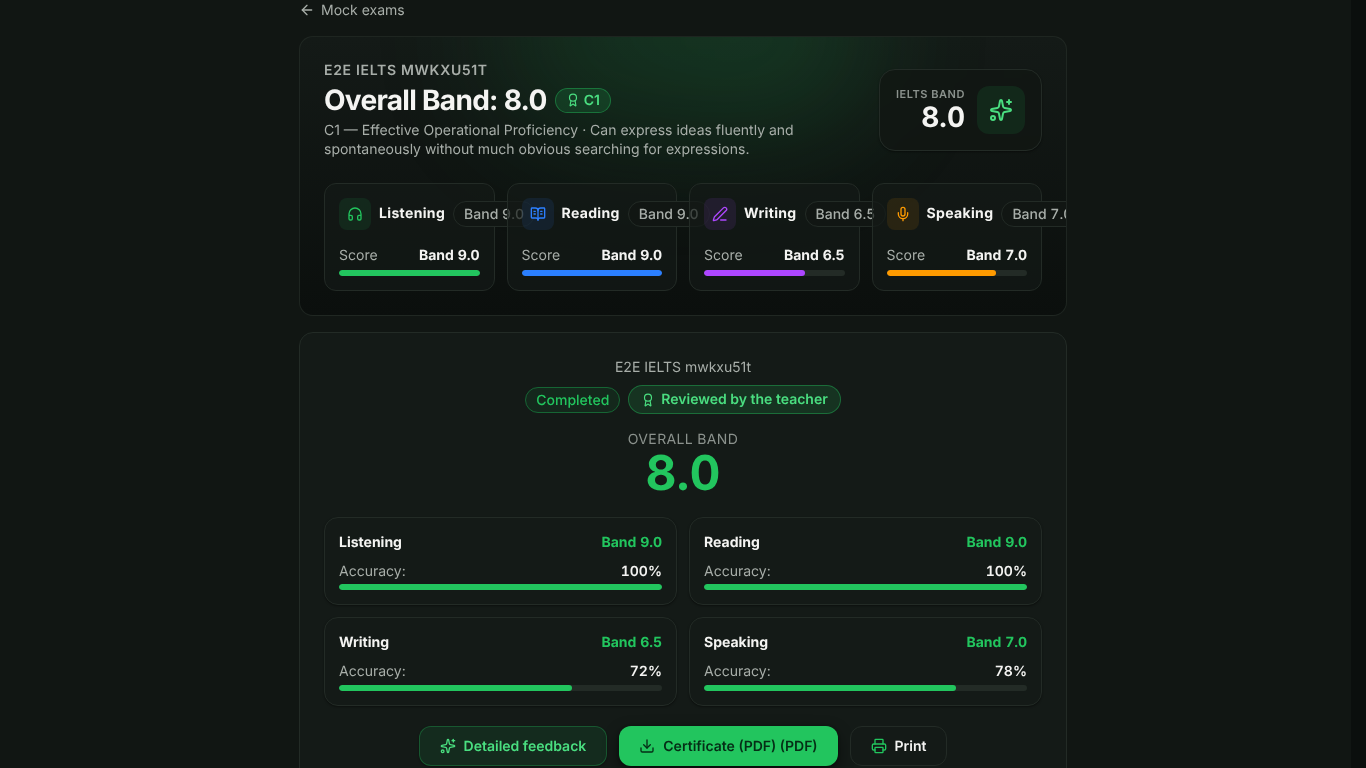 Mock exams
E2E IELTS MWKXU51T
Overall Band: 8.0 C1
C1 — Effective Operational Proficiency · Can express ideas fluently and
spontaneously without much obvious searching for expressions.
IELTS BAND
8.0
Listening Band 9.0
Score Band 9.0
Reading Band 9.0
Score Band 9.0
Writing Band 6.5
Score Band 6.5
Speaking Band 7.0
Score Band 7.0
E2E IELTS mwkxu51t
Completed Reviewed by the teacher
OVERALL BAND
8.0
Listening Band 9.0
Accuracy: 100%
Reading Band 9.0
Accuracy: 100%
Writing Band 6.5
Accuracy: 72%
Speaking Band 7.0
Accuracy: 78%
Detailed feedback Certificate (PDF) (PDF) Print